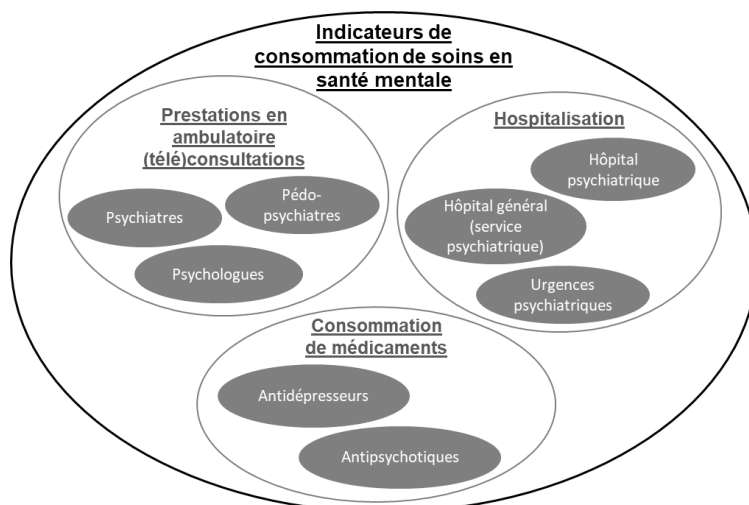 Indicateurs de
consommation de soins en
santé mentale
Prestations en
ambulatoire
(télé)consultations
Psychiatres
Pédo-
psychiatres
Psychologues
Hospitalisation
Hôpital
psychiatrique
Hôpital général
(service
psychiatrique)
Urgences
psychiatriques
Consommation
de médicaments
Antidépresseurs
Antipsychotiques